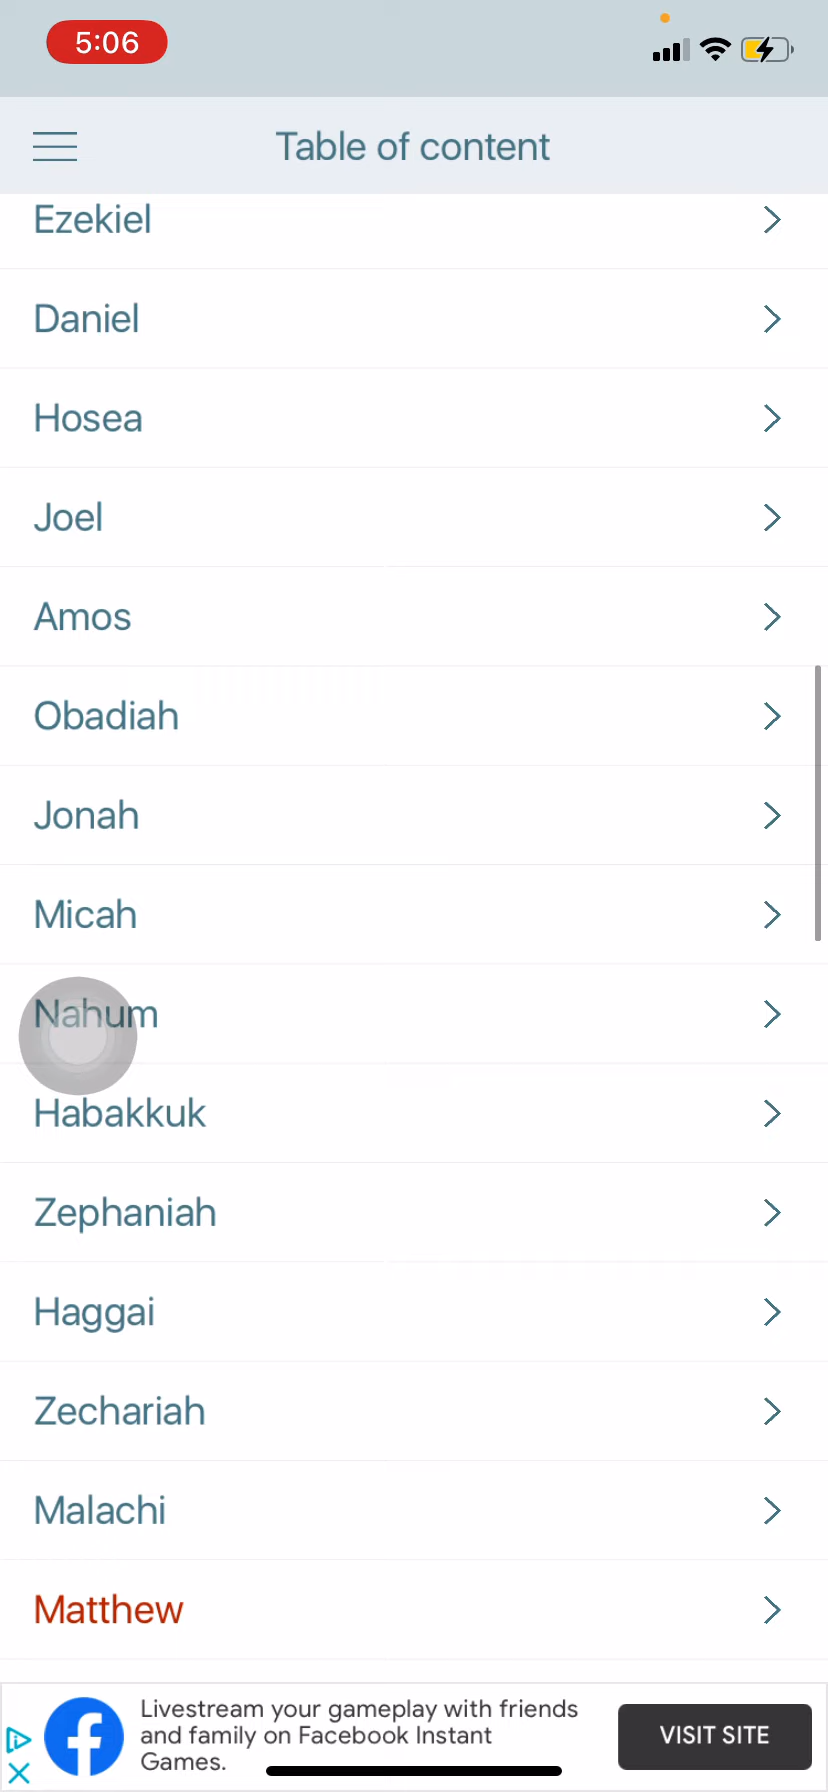 5:06
Table of content
Ezekiel
Daniel
Hosea
Joel
Amos
Obadiah
Jonah
Micah
Nahum
Habakkuk
Zephaniah
Haggai
Zechariah
Malachi
Matthew
Livestream your gameplay with friends
and family on Facebook Instant
Games.
VISIT SITE